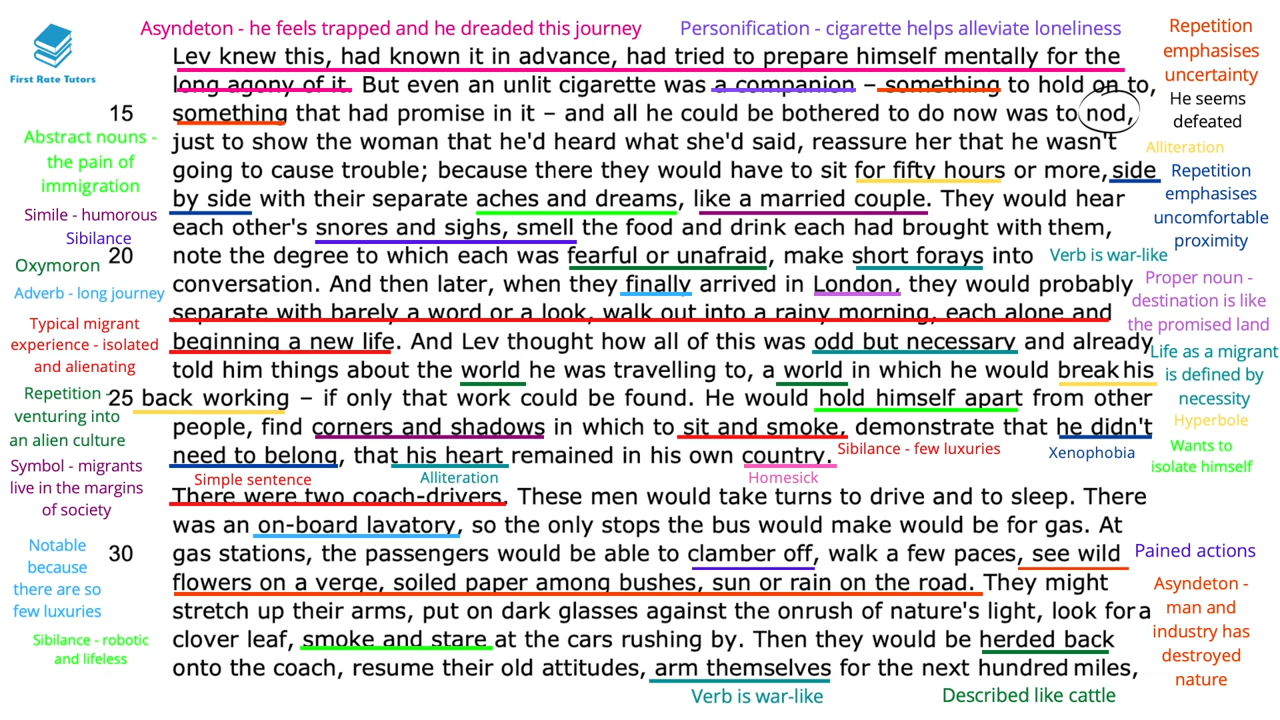 Asyndeton - he feels trapped and he dreaded this journey
Personification - cigarette helps alleviate loneliness
Repetition
emphasises
uncertainty
First Rate Tutors
Lev knew this, had known it in advance, had tried to prepare himself mentally for the
long agony of it. But even an unlit cigarette was a companion – something to hold on to,
He seems
defeated
15
something that had promise in it – and all he could be bothered to do now was to nod,
Abstract nouns -
the pain of
immigration
just to show the woman that he'd heard what she'd said, reassure her that he wasn't
Alliteration
going to cause trouble; because there they would have to sit for fifty hours or more, side
Repetition
emphasises
uncomfortable
proximity
by side with their separate aches and dreams, like a married couple. They would hear
Simile - humorous
Sibilance
each other's snores and sighs, smell the food and drink each had brought with them,
20
Oxymoron
note the degree to which each was fearful or unafraid, make short forays into
Verb is war-like
Adverb - long journey
conversation. And then later, when they finally arrived in London, they would probably
Proper noun -
destination is like
the promised land
separate with barely a word or a look, walk out into a rainy morning, each alone and
Typical migrant
experience - isolated
and alienating
beginning a new life. And Lev thought how all of this was odd but necessary and already
Life as a migrant
is defined by
necessity
told him things about the world he was travelling to, a world in which he would break his
Repetition -
venturing into
an alien culture
25
back working – if only that work could be found. He would hold himself apart from other
Hyperbole
people, find corners and shadows in which to sit and smoke, demonstrate that he didn't
Wants to
isolate himself
need to belong, that his heart remained in his own country.
Sibilance - few luxuries
Xenophobia
Symbol - migrants
live in the margins
of society
Simple sentence
Alliteration
Homesick
There were two coach-drivers. These men would take turns to drive and to sleep. There
was an on-board lavatory, so the only stops the bus would make would be for gas. At
Notable
because
there are so
few luxuries
30
gas stations, the passengers would be able to clamber off, walk a few paces, see wild
Pained actions
flowers on a verge, soiled paper among bushes, sun or rain on the road. They might
Asyndeton -
man and
industry has
destroyed
nature
stretch up their arms, put on dark glasses against the onrush of nature's light, look for a
clover leaf, smoke and stare at the cars rushing by. Then they would be herded back
Sibilance - robotic
and lifeless
onto the coach, resume their old attitudes, arm themselves for the next hundred miles,
Verb is war-like
Described like cattle